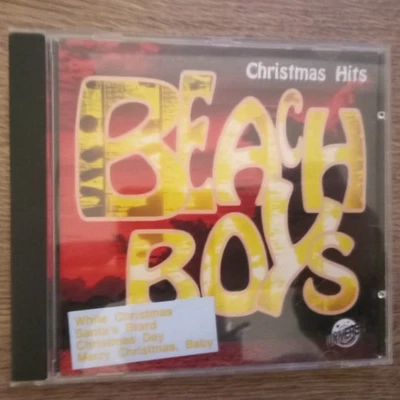 Christmas Hits
BEACH
BOYS
White Christmas
Santa's Beard
Christmas Day
Merry Christmas, Baby